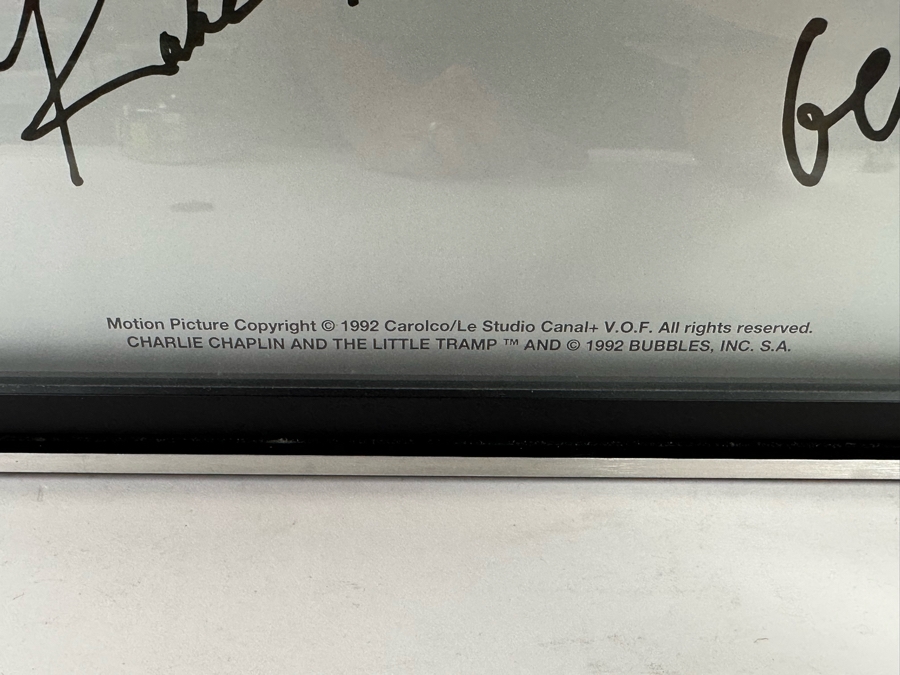 Motion Picture Copyright © 1992 Carolco/Le Studio Canal+ V.O.F. All rights reserved.
CHARLIE CHAPLIN AND THE LITTLE TRAMP ™ AND © 1992 BUBBLES, INC. S.A.